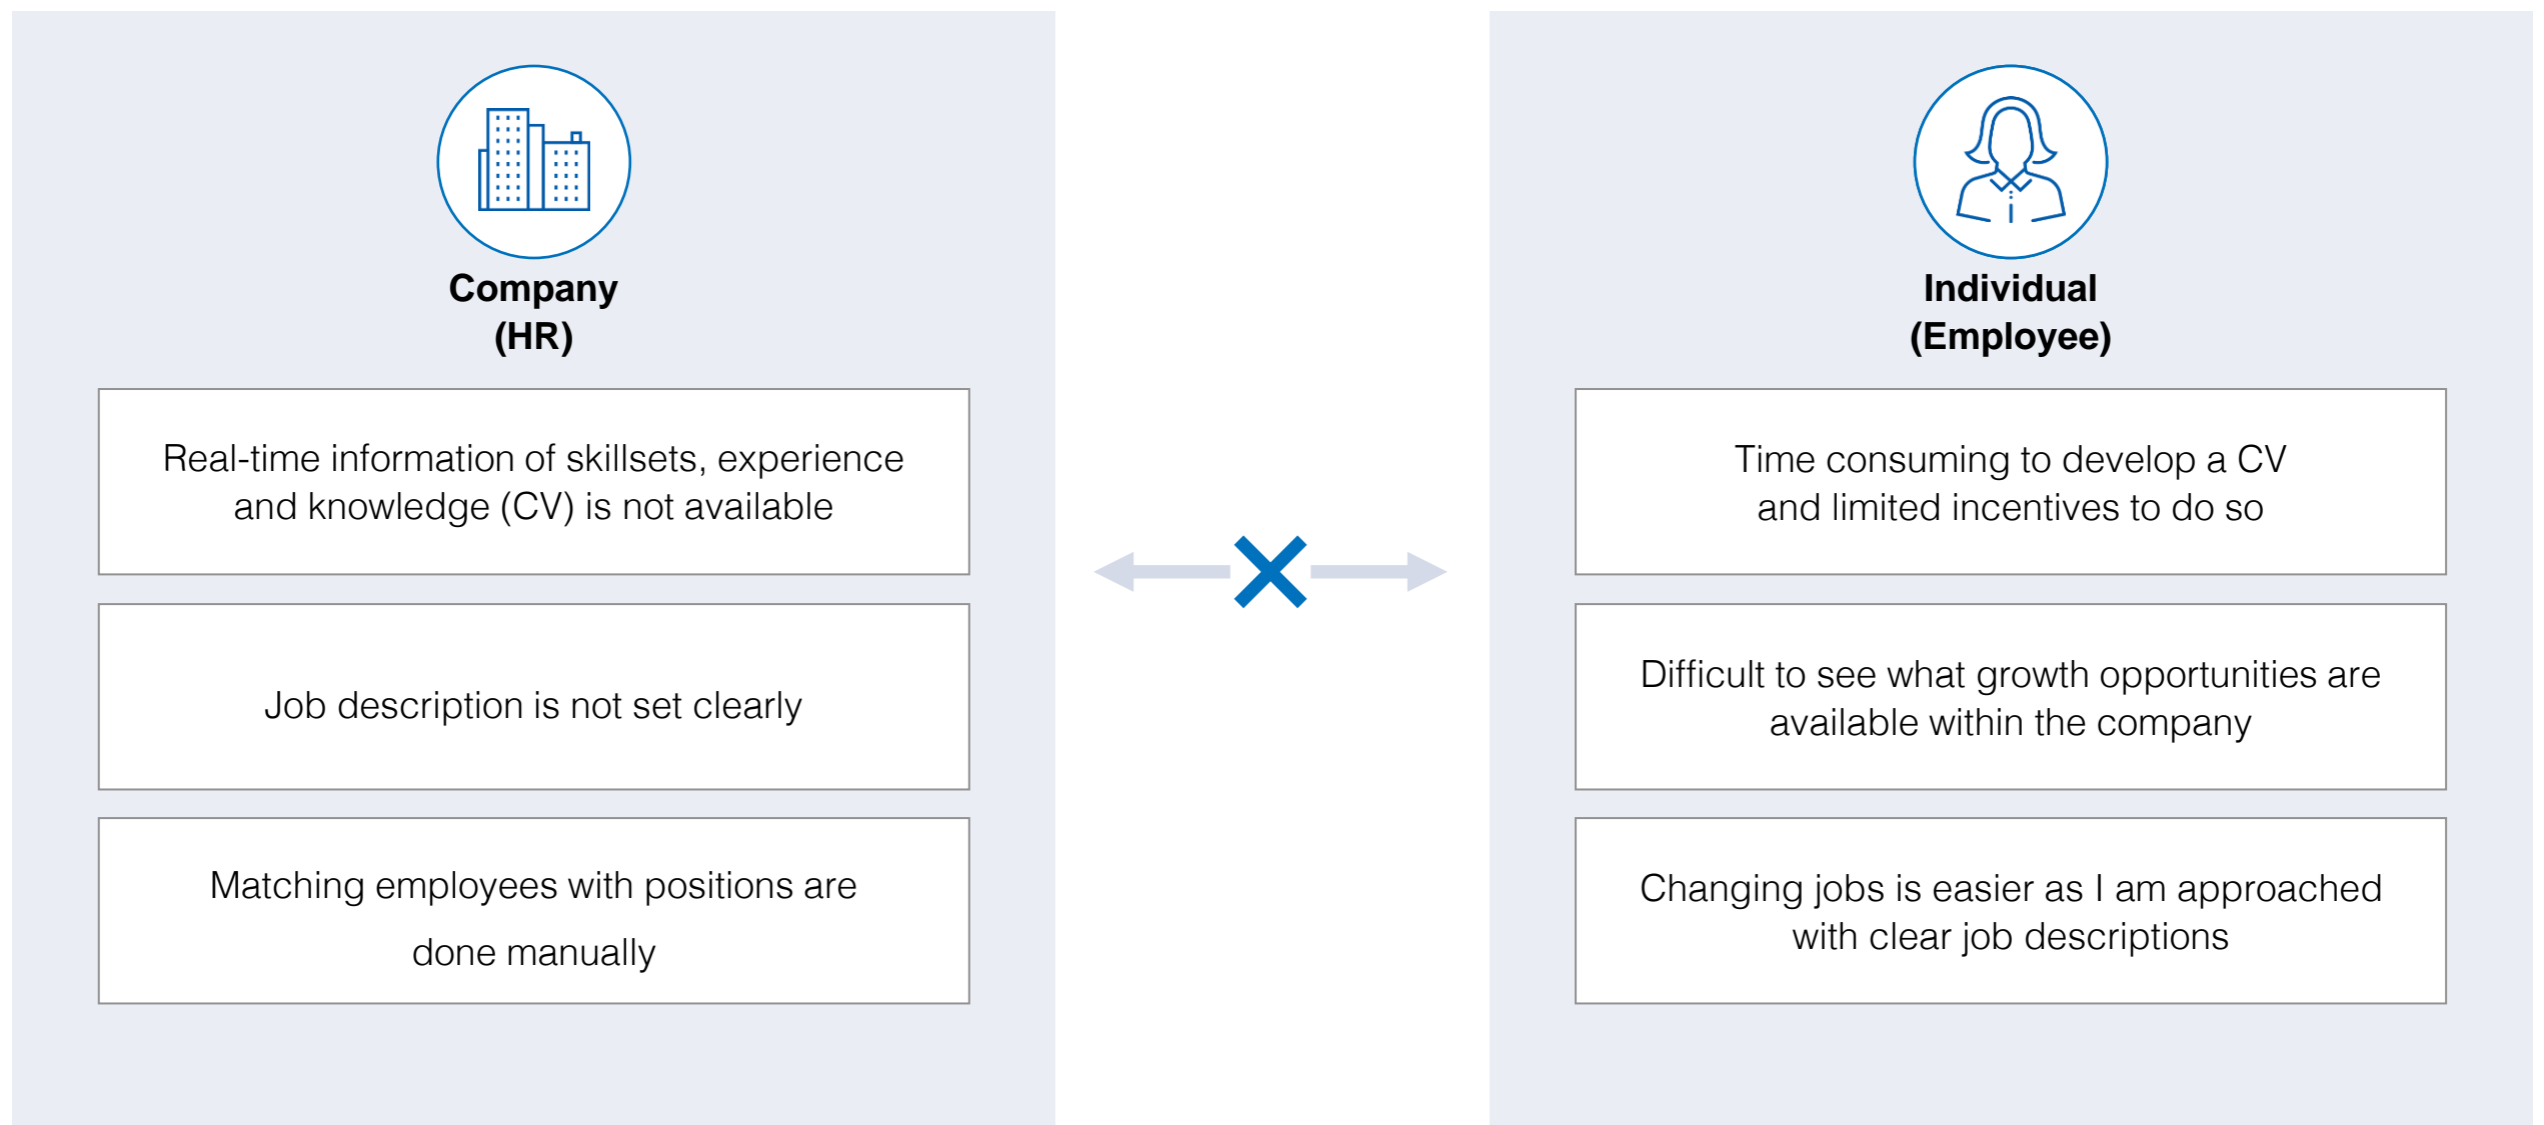 Company
(HR)
Real-time information of skillsets, experience
and knowledge (CV) is not available
Job description is not set clearly
Matching employees with positions are
done manually
Individual
(Employee)
Time consuming to develop a CV
and limited incentives to do so
Difficult to see what growth opportunities are
available within the company
Changing jobs is easier as I am approached
with clear job descriptions